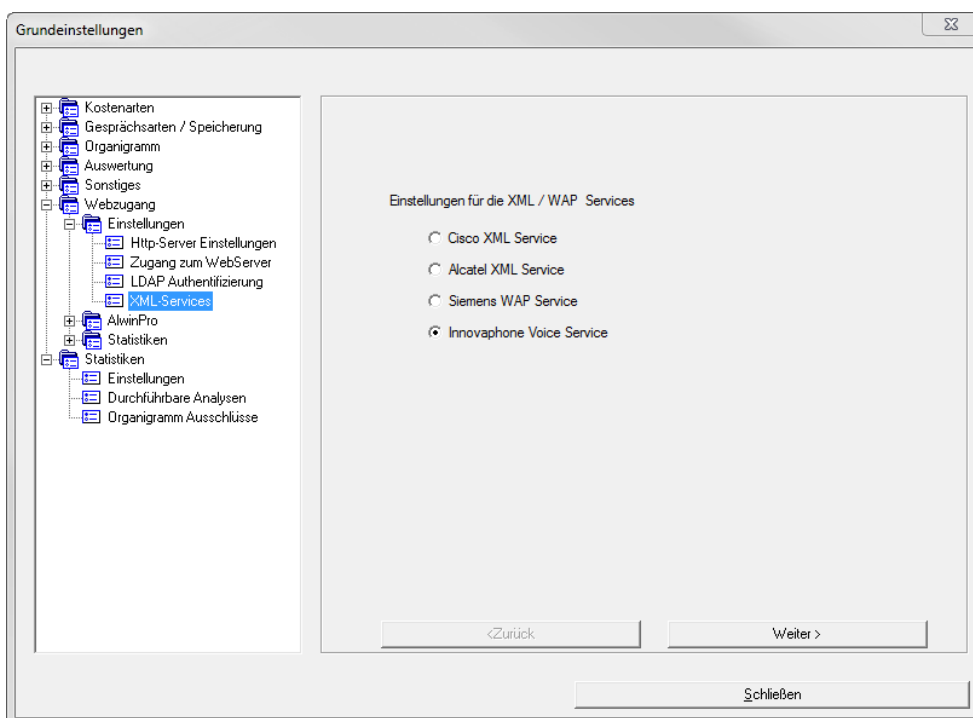 Grundeinstellungen
Kostenarten
Gesprächsarten / Speicherung
Organigramm
Auswertung
Sonstiges
Webzugang
Einstellungen
Http-Server Einstellungen
Zugang zum WebServer
LDAP Authentifizierung
XML-Services
AlwinPro
Statistiken
Statistiken
Einstellungen
Durchführbare Analysen
Organigramm Ausschlüsse
Einstellungen für die XML / WAP Services
Cisco XML Service
Alcatel XML Service
Siemens WAP Service
Innovaphone Voice Service
<Zurück
Weiter >
Schließen